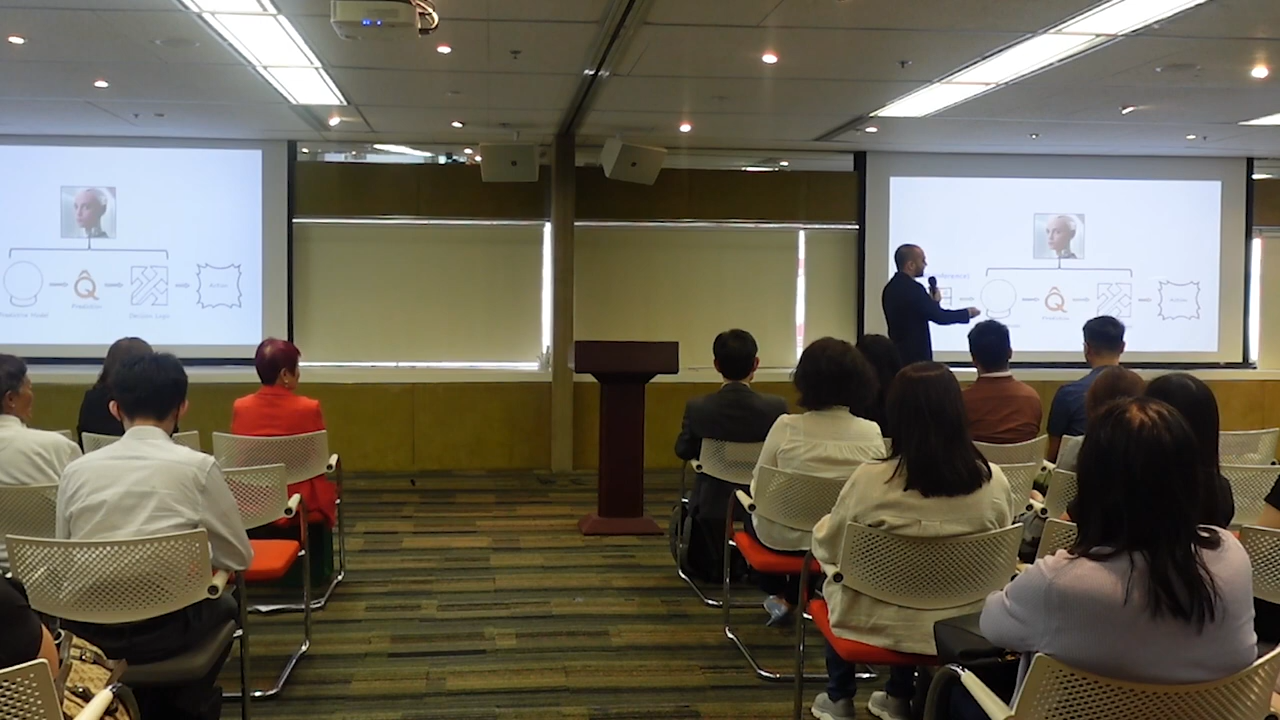 Predictive Model
Prediction
Decision Logic
Action
Prediction
Action